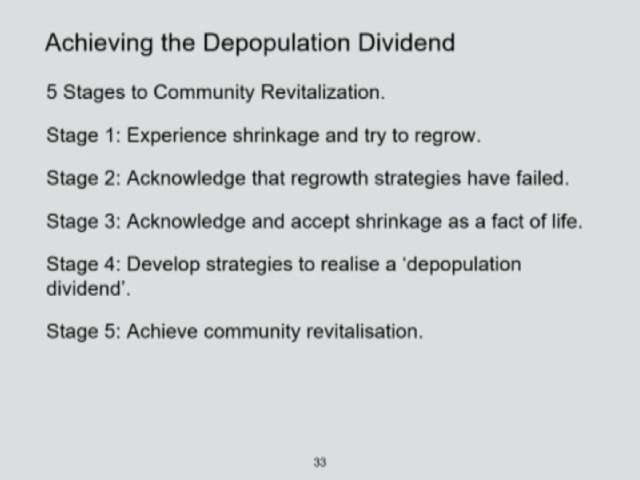 Achieving the Depopulation Dividend
5 Stages to Community Revitalization.
Stage 1: Experience shrinkage and try to regrow.
Stage 2: Acknowledge that regrowth strategies have failed.
Stage 3: Acknowledge and accept shrinkage as a fact of life.
Stage 4: Develop strategies to realise a ‘depopulation
dividend’.
Stage 5: Achieve community revitalisation.
33